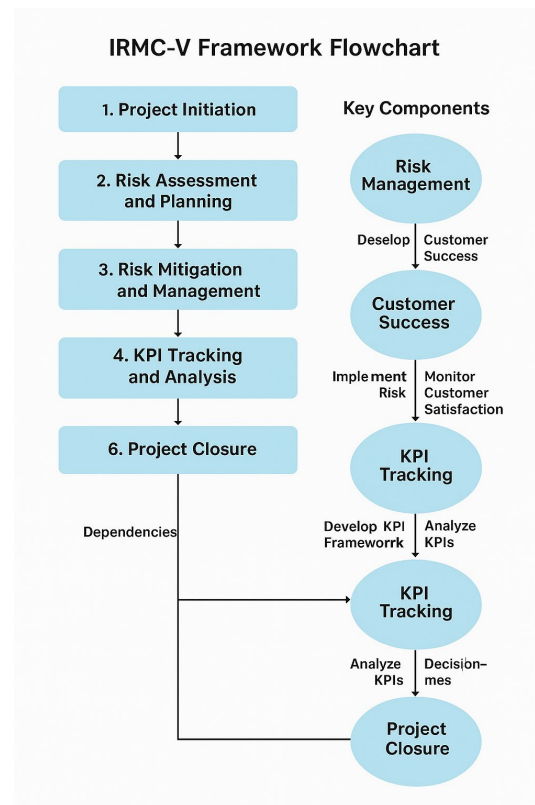 IRMC-V Framework Flowchart
1. Project Initiation
2. Risk Assessment
and Planning
3. Risk Mitigation
and Management
4. KPI Tracking
and Analysis
6. Project Closure
Dependencies
Key Components
Risk
Management
Deselop
Customer
Success
Customer
Success
Implement
Risk
Monitor
Customer
Satisfaction
KPI
Tracking
Develop KPI
Frameworrk
Analyze
KPIs
KPI
Tracking
Analyze
KPIs
Decision–
mes
Project
Closure